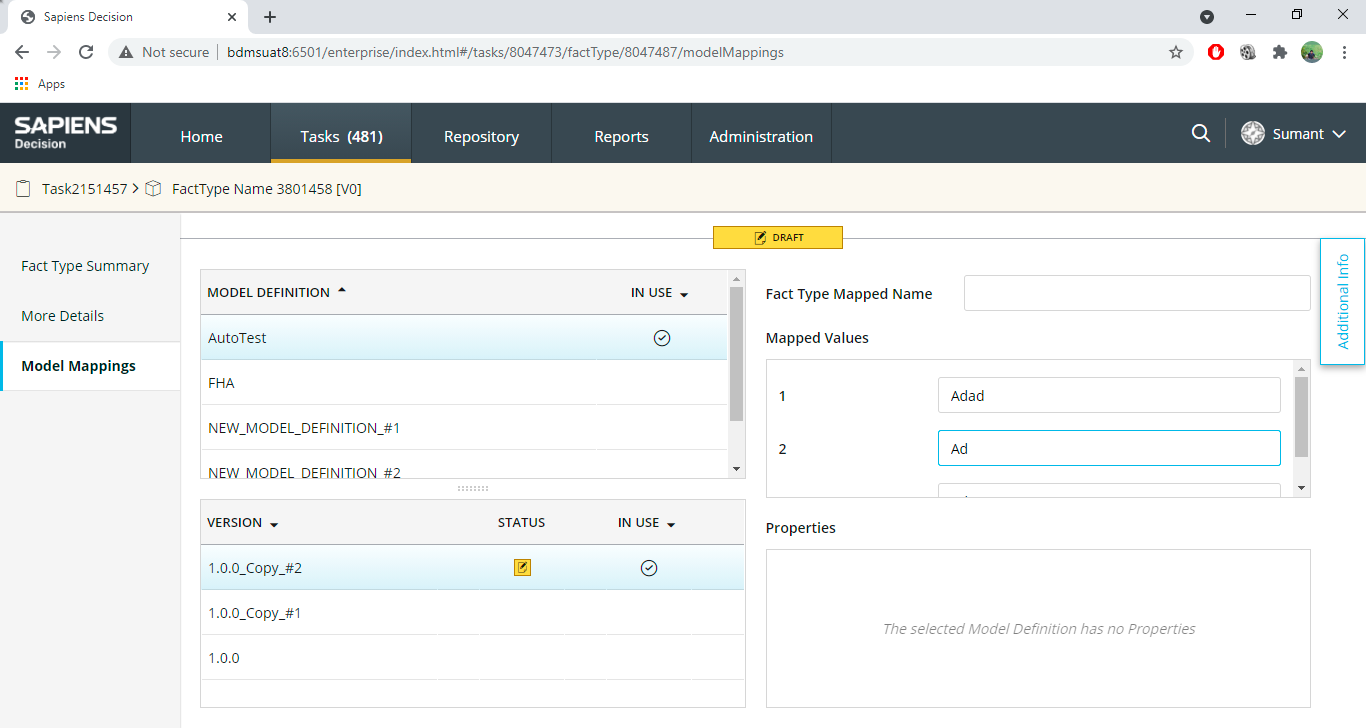 Sapiens Decision
Not secure
bdmsuat8:6501/enterprise/index.html#/tasks/8047473/factType/8047487/modelMappings
Apps
SAPIENS
Decision
Home
Tasks (481)
Repository
Reports
Administration
Sumant
Task2151457 > FactType Name 3801458 [V0]
DRAFT
Fact Type Summary
More Details
Model Mappings
MODEL DEFINITION
IN USE
AutoTest
FHA
NEW_MODEL_DEFINITION_#1
NEW_MODEL_DEFINITION_#2
VERSION
STATUS
IN USE
1.0.0_Copy_#2
1.0.0_Copy_#1
1.0.0
Fact Type Mapped Name
Mapped Values
1 Adad
2 Ad
Properties
The selected Model Definition has no Properties
Additional Info